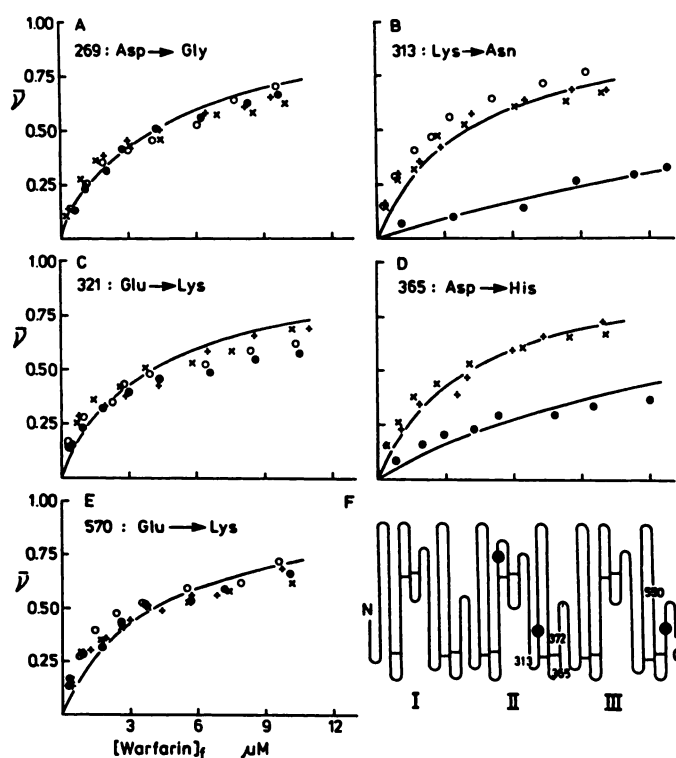 A
269 : Asp → Gly
B
313 : Lys → Asn
1.00
0.75
ν̄
0.50
0.25
C
321 : Glu → Lys
D
365 : Asp → His
1.00
0.75
ν̄
0.50
0.25
E
570 : Glu → Lys
F
1.00
0.75
ν̄
0.50
0.25
0 3 6 9 12
[Warfarin]f μM
N
580
372
313
365
I II III